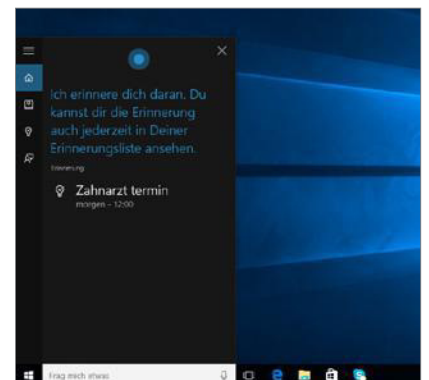 Ich erinnere dich daran. Du
kannst dir die Erinnerung
auch jederzeit in Deiner
Erinnerungsliste ansehen.
Erinnerung
Zahnarzt termin
morgen - 12:00
Frag mich etwas